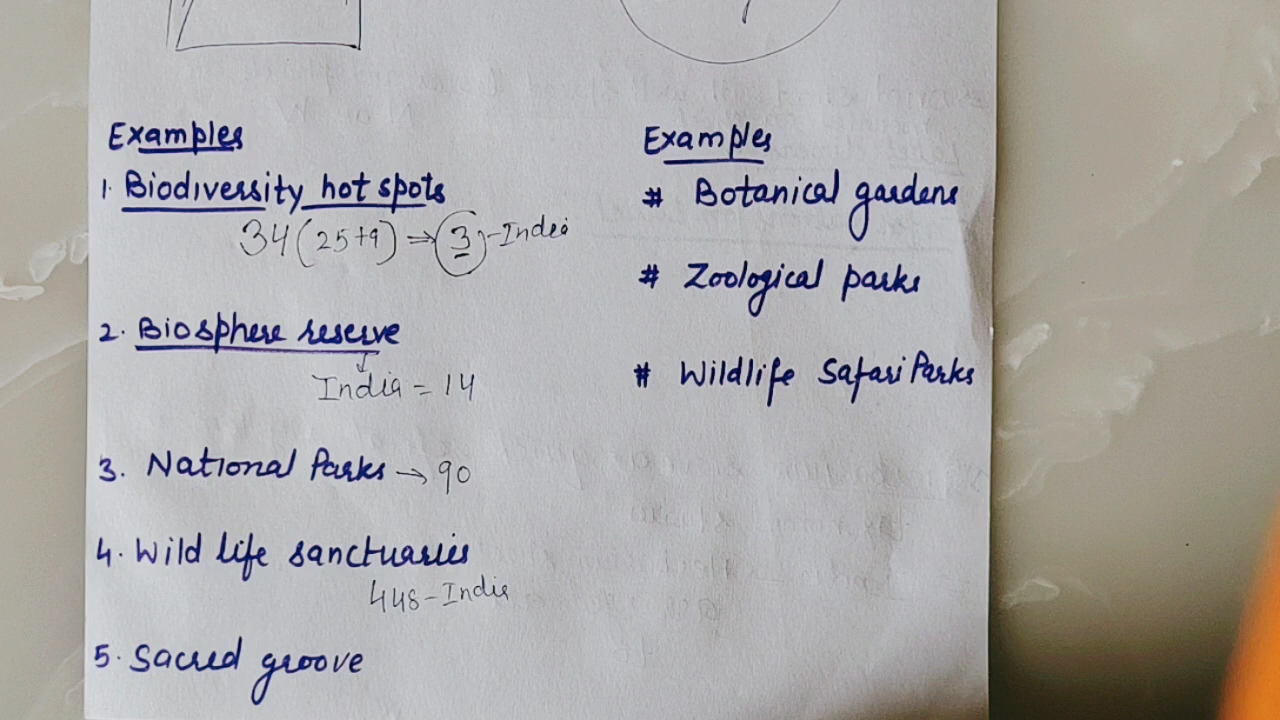 Examples
1. Biodiversity hot spots
34 (25+9) ⇒ 3 - India
2. Biosphere reserve
↓
India = 14
3. National Parks → 90
4. Wild life sanctuaries
448 - India
5. Sacred groove
Examples
# Botanical gardens
# Zoological parks
# Wildlife Safari Parks